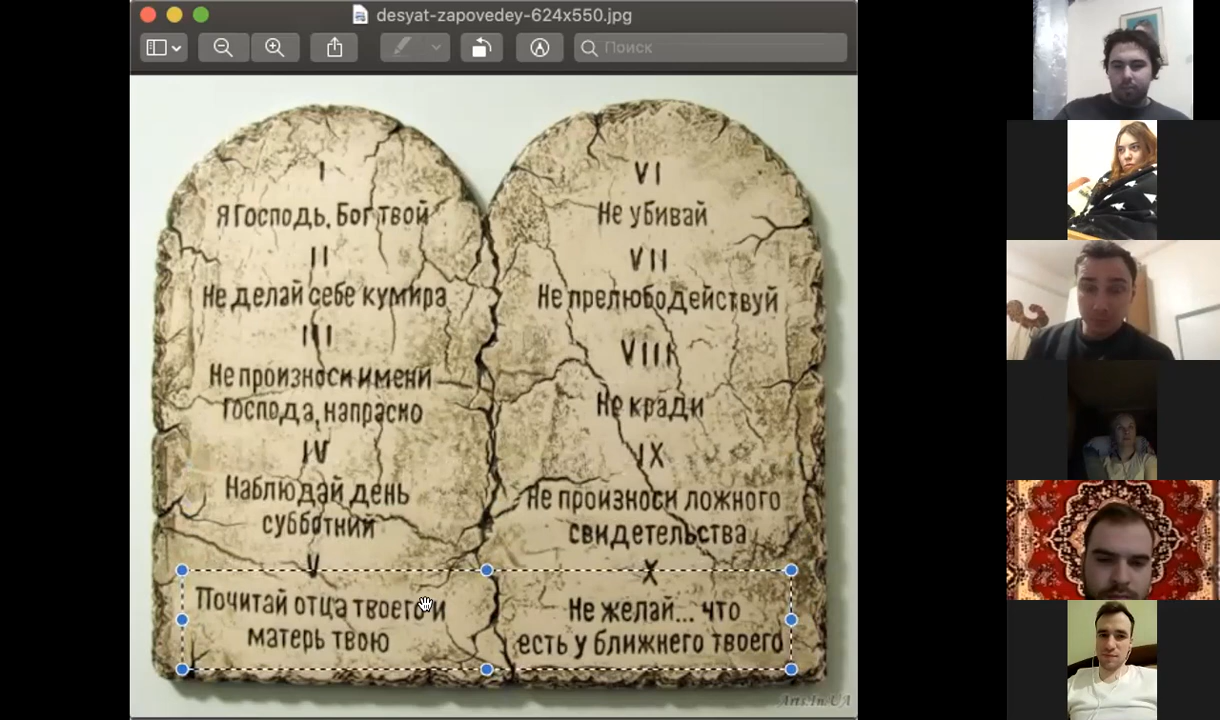 desyat-zapovedey-624x550.jpg
Поиск
I
Я Господь, Бог твой
II
Не делай себе кумира
III
Не произноси имени
господа, напрасно
IV
Наблюдай день
субботний
V
Почитай отца твоего и
матерь твою
VI
Не убивай
VII
Не прелюбодействуй
VIII
Не кради
IX
Не произноси ложного
свидетельства
X
Не желай... что
есть у ближнего твоего
Arts.In.UA